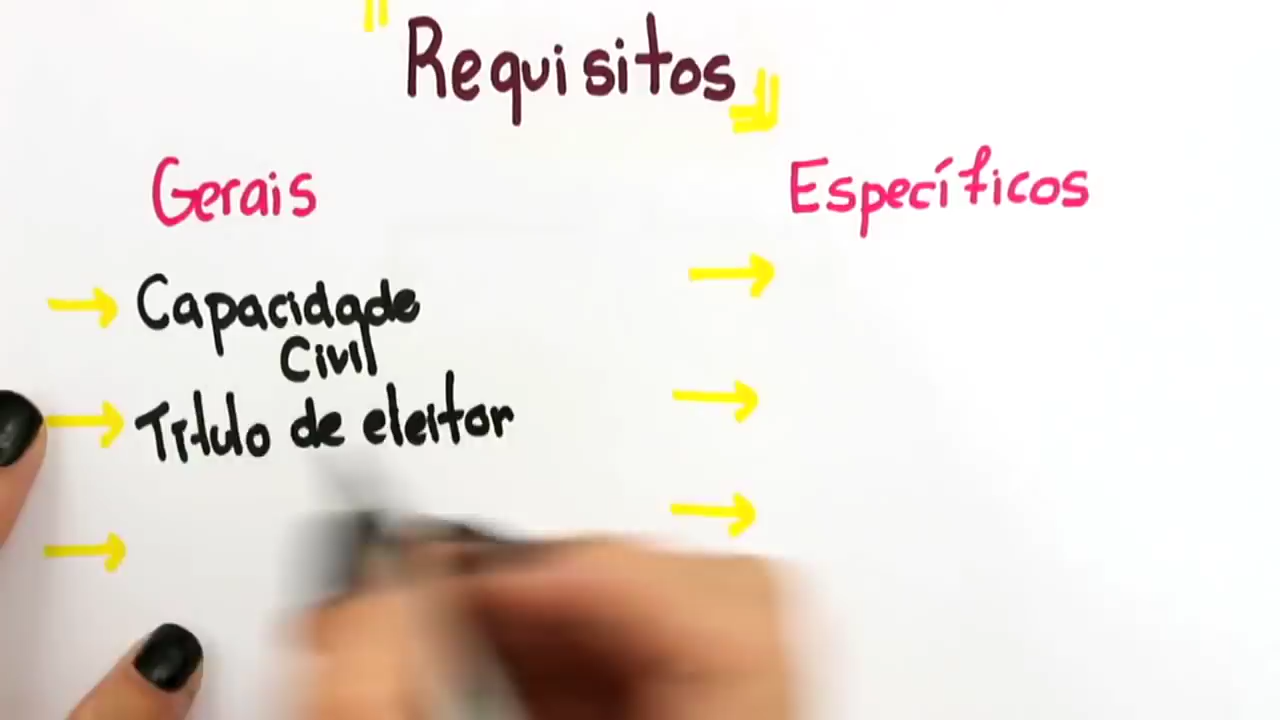 Requisitos
Gerais
Específicos
Capacidade
Civil
Título de eleitor